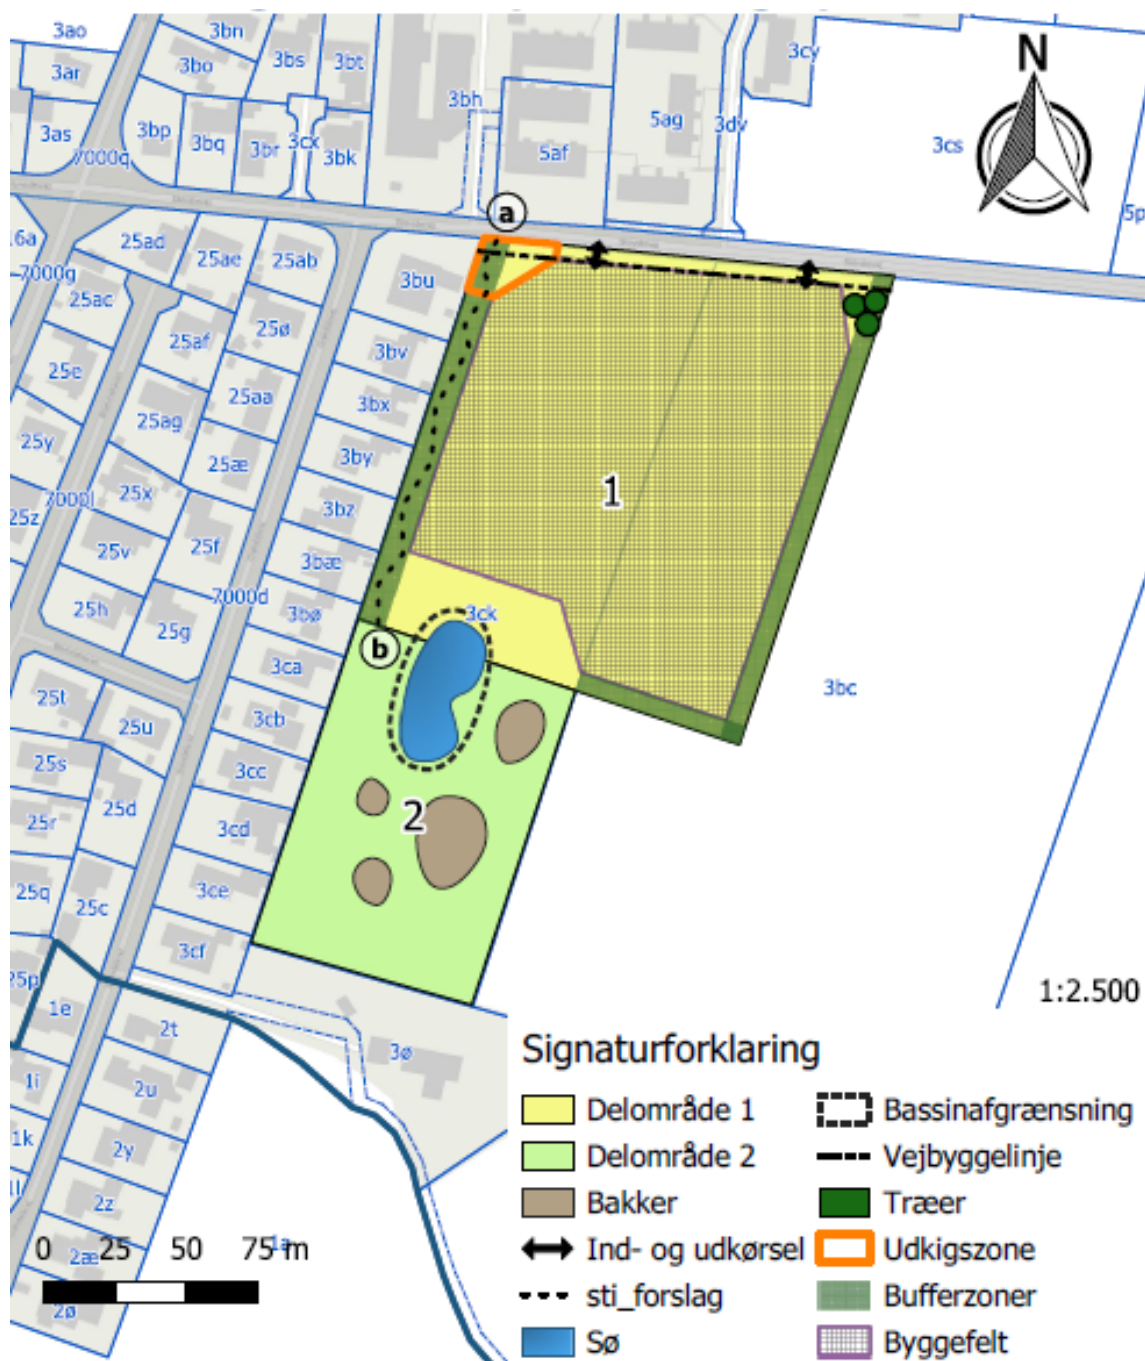 3ao
3bn
3bs
3bt
3cy
N
3ar
3bo
3bh
5ag
3dv
3as
3bp
3bq
3br
3cx
3bk
5af
3cs
7000q
a
5p
16a
25ad
25ae
25ab
7000g
25ac
3bu
25af
25ø
3bv
25e
25aa
3bx
25ag
25y
25æ
3by
1
25x
7000l
3bz
25z
25v
25f
3bæ
25h
7000d
3bø
3ck
25g
b
3ca
3bc
25t
25u
3cb
25s
3cc
25d
2
25r
3cd
25q
3ce
25c
3cf
25p
1e
1:2.500
2t
3ø
Signaturforklaring
1i
2u
Delområde 1
Bassinafgrænsning
1k
2y
Delområde 2
Vejbyggelinje
2z
Bakker
Træer
1a
0 25 50 75 m
2æ
Ind- og udkørsel
Udkigszone
sti_forslag
Bufferzoner
2ø
Sø
Byggefelt